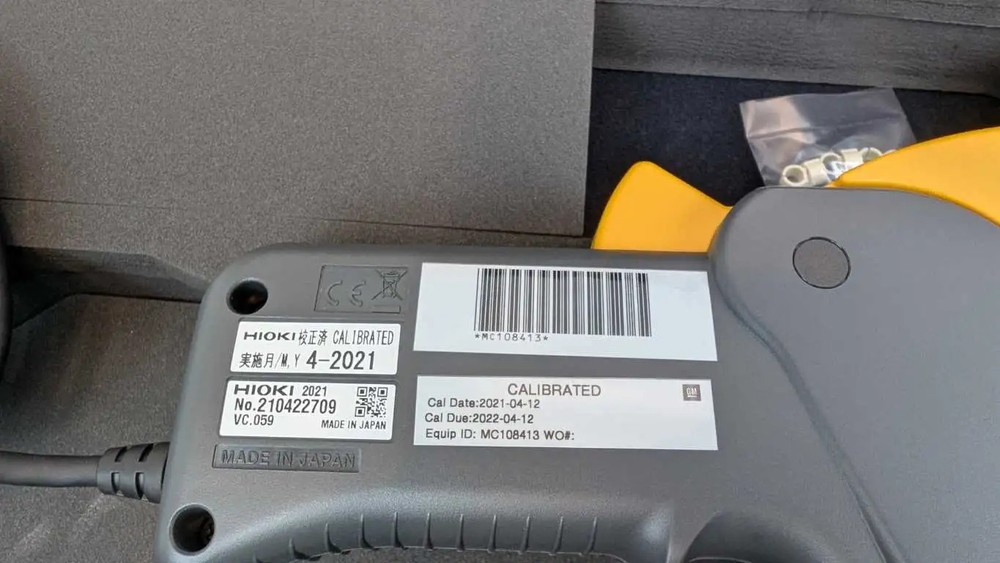 CE
HIOKI 校正済 CALIBRATED
実施月/M,Y 4-2021
HIOKI 2021
No.210422709
VC.059
MADE IN JAPAN
MADE IN JAPAN
*MC108413*
CALIBRATED
GM
Cal Date:2021-04-12
Cal Due:2022-04-12
Equip ID: MC108413 WO#: